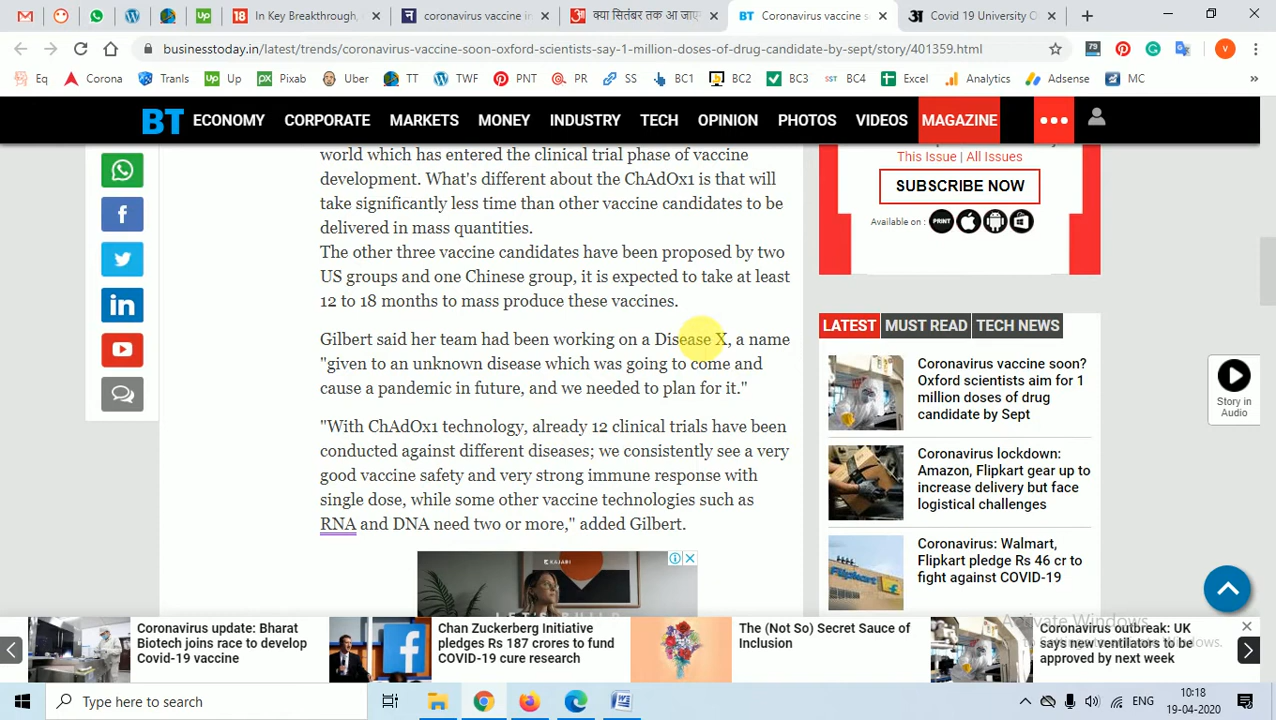 In Key Breakthrough,
coronavirus vaccine in
क्या सितंबर तक आ जाए
Coronavirus vaccine s
Covid 19 University O
businesstoday.in/latest/trends/coronavirus-vaccine-soon-oxford-scientists-say-1-million-doses-of-drug-candidate-by-sept/story/401359.html
79
V
Eq Corona Transls Up Pixab Uber TT TWF PNT PR SS BC1 BC2 BC3 BC4 Excel Analytics Adsense MC
BT ECONOMY CORPORATE MARKETS MONEY INDUSTRY TECH OPINION PHOTOS VIDEOS MAGAZINE
world which has entered the clinical trial phase of vaccine
development. What's different about the ChAdOx1 is that will
take significantly less time than other vaccine candidates to be
delivered in mass quantities.
The other three vaccine candidates have been proposed by two
US groups and one Chinese group, it is expected to take at least
12 to 18 months to mass produce these vaccines.
Gilbert said her team had been working on a Disease X, a name
"given to an unknown disease which was going to come and
cause a pandemic in future, and we needed to plan for it."
"With ChAdOx1 technology, already 12 clinical trials have been
conducted against different diseases; we consistently see a very
good vaccine safety and very strong immune response with
single dose, while some other vaccine technologies such as
RNA and DNA need two or more," added Gilbert.
KAJABI
LET'S BUILD
This Issue | All Issues
SUBSCRIBE NOW
Available on :
PRINT
LATEST MUST READ TECH NEWS
Coronavirus vaccine soon?
Oxford scientists aim for 1
million doses of drug
candidate by Sept
Coronavirus lockdown:
Amazon, Flipkart gear up to
increase delivery but face
logistical challenges
Coronavirus: Walmart,
Flipkart pledge Rs 46 cr to
fight against COVID-19
Flipkart
Story in
Audio
Activate Windows
Go to Settings to activate Windows.
Coronavirus update: Bharat
Biotech joins race to develop
Covid-19 vaccine
Chan Zuckerberg Initiative
pledges Rs 187 crores to fund
COVID-19 cure research
The (Not So) Secret Sauce of
Inclusion
Coronavirus outbreak: UK
says new ventilators to be
approved by next week
Type here to search
ENG
10:18
19-04-2020